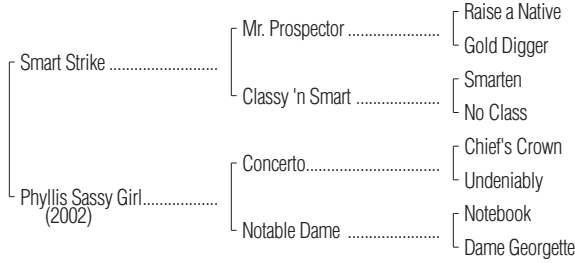 Raise a Native
Mr. Prospector ....................
Gold Digger
Smart Strike ..........................
Smarten
Classy 'n Smart ....................
No Class
Chief's Crown
Concerto.............................
Undeniably
Phyllis Sassy Girl..................
(2002)
Notebook
Notable Dame ......................
Dame Georgette